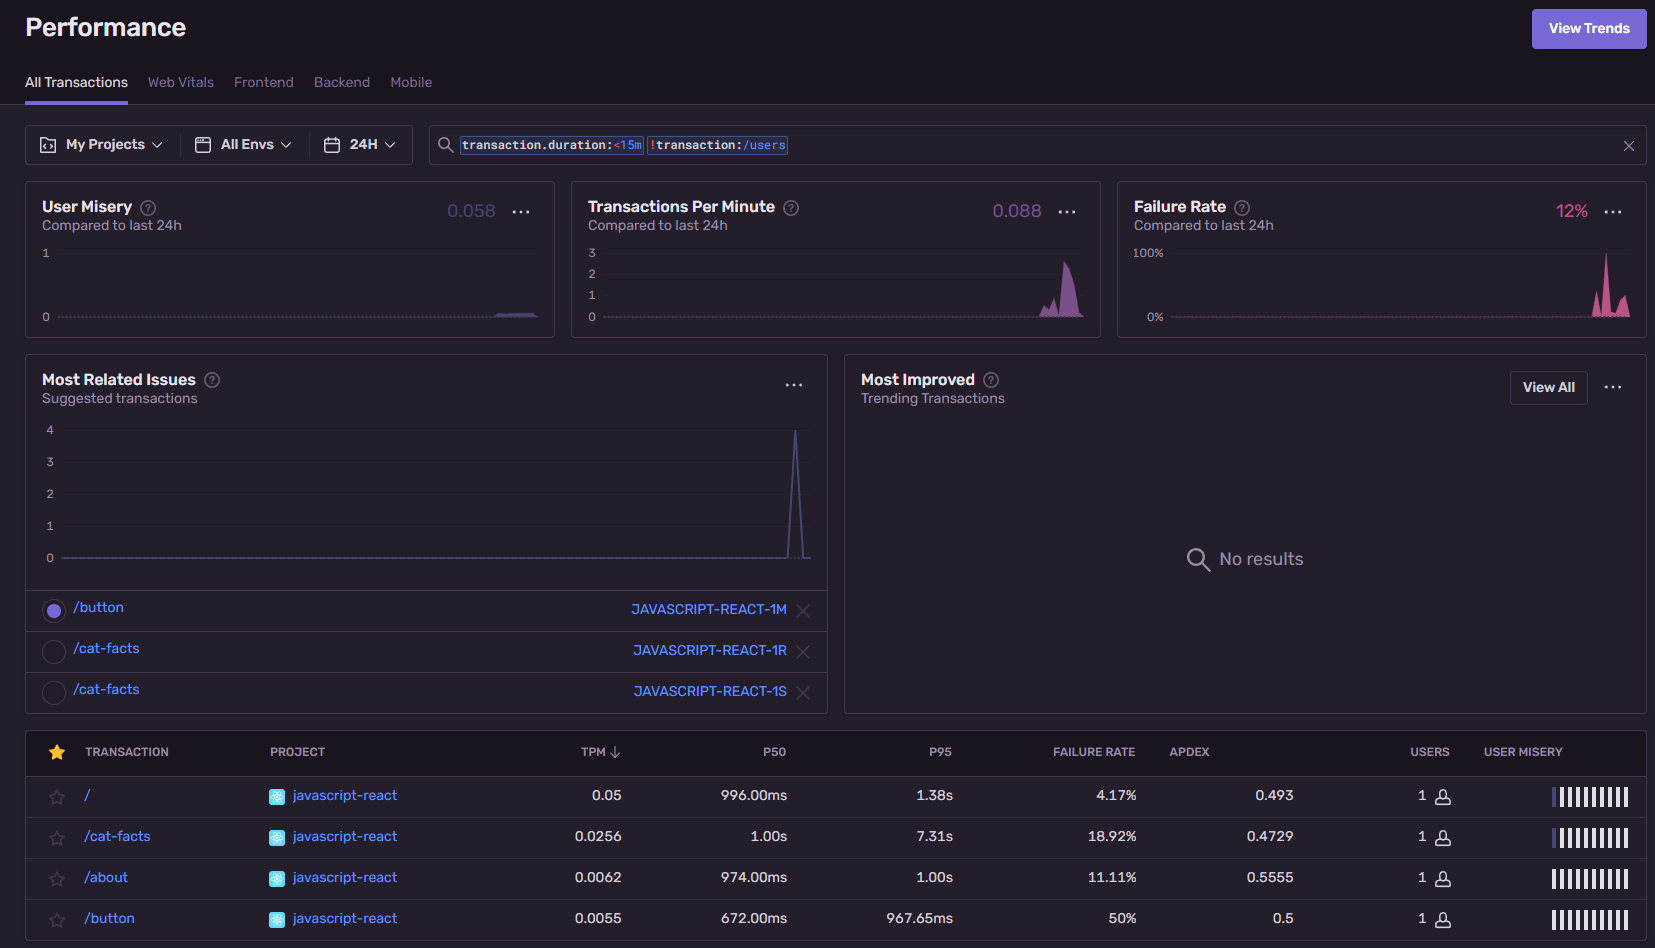 Performance
View Trends
All Transactions Web Vitals Frontend Backend Mobile
My Projects All Envs 24H transaction.duration:<15m !transaction:/users
User Misery ? 0.058 ...
Compared to last 24h
1
0
Transactions Per Minute ? 0.088 ...
Compared to last 24h
3
2
1
0
Failure Rate ? 12% ...
Compared to last 24h
100%
0%
Most Related Issues ? ...
Suggested transactions
4
3
2
1
0
/button JAVASCRIPT-REACT-1M
/cat-facts JAVASCRIPT-REACT-1R
/cat-facts JAVASCRIPT-REACT-1S
Most Improved ? View All ...
Trending Transactions
No results
TRANSACTION PROJECT TPM P50 P95 FAILURE RATE APDEX USERS USER MISERY
/ javascript-react 0.05 996.00ms 1.38s 4.17% 0.493 1
/cat-facts javascript-react 0.0256 1.00s 7.31s 18.92% 0.4729 1
/about javascript-react 0.0062 974.00ms 1.00s 11.11% 0.5555 1
/button javascript-react 0.0055 672.00ms 967.65ms 50% 0.5 1